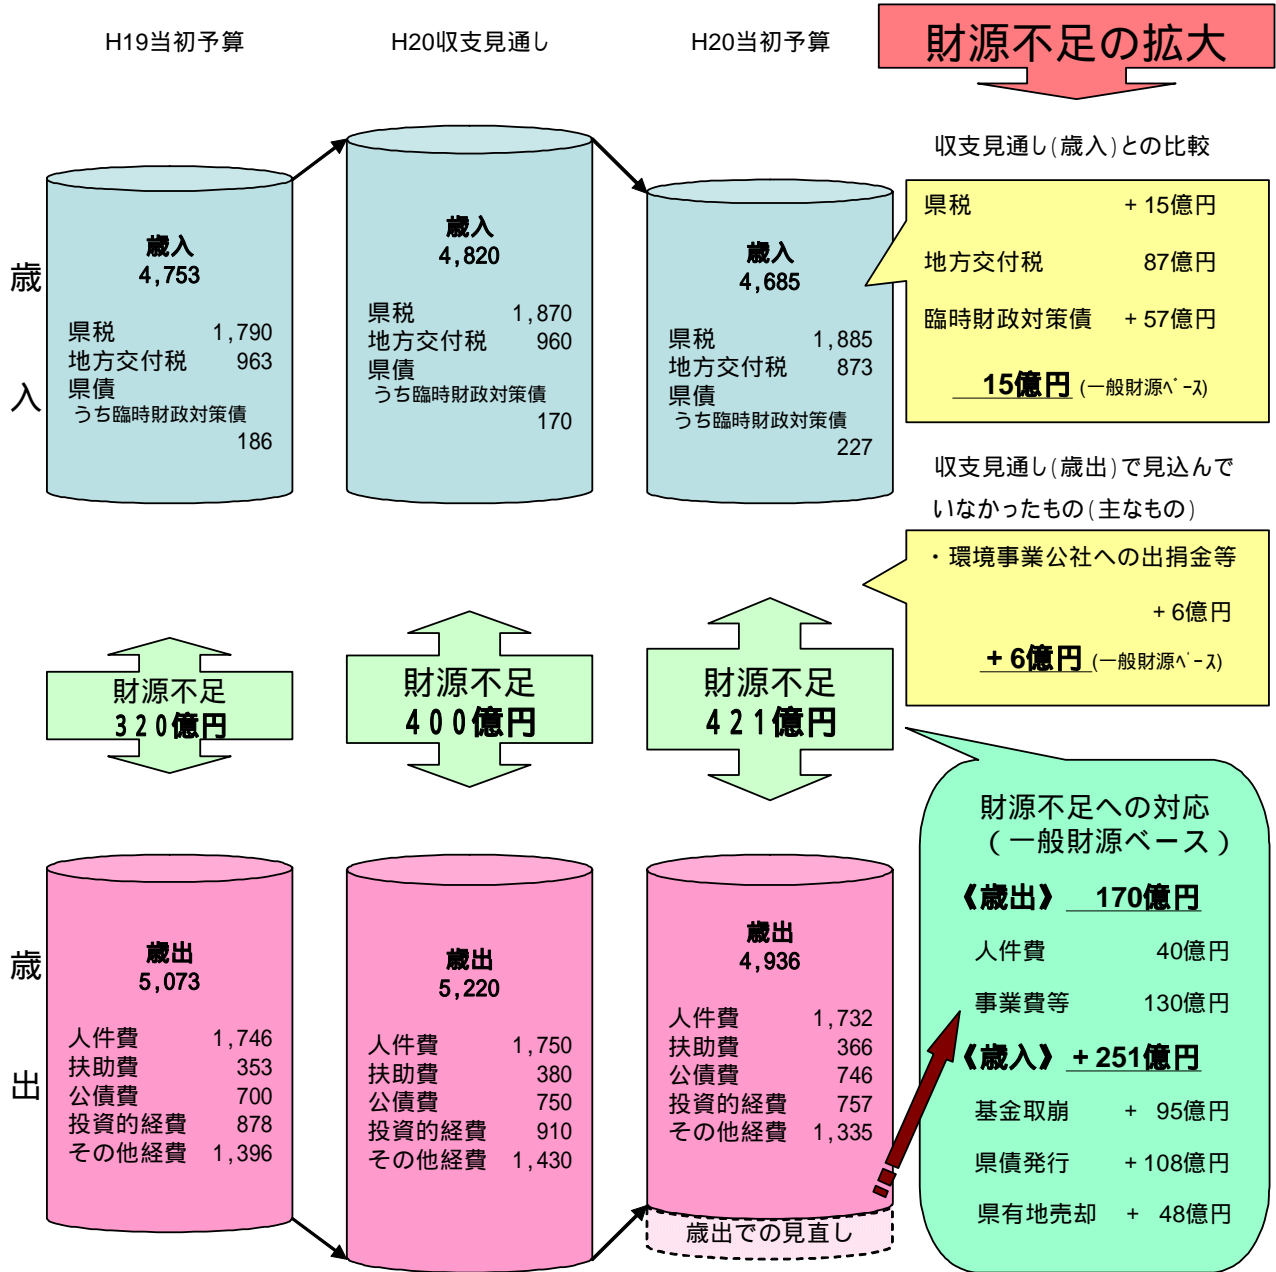 H19当初予算
H20収支見通し
H20当初予算
財源不足の拡大
歳入
歳入
4,753
県税 1,790
地方交付税 963
県債
うち臨時財政対策債
186
歳入
4,820
県税 1,870
地方交付税 960
県債
うち臨時財政対策債
170
歳入
4,685
県税 1,885
地方交付税 873
県債
うち臨時財政対策債
227
収支見通し(歳入)との比較
県税 +15億円
地方交付税 87億円
臨時財政対策債 +57億円
15億円 (一般財源ベース)
収支見通し(歳出)で見込んで
いなかったもの(主なもの)
・環境事業公社への出捐金等
+6億円
+6億円 (一般財源ベース)
財源不足
320億円
財源不足
400億円
財源不足
421億円
歳出
歳出
5,073
人件費 1,746
扶助費 353
公債費 700
投資的経費 878
その他経費 1,396
歳出
5,220
人件費 1,750
扶助費 380
公債費 750
投資的経費 910
その他経費 1,430
歳出
4,936
人件費 1,732
扶助費 366
公債費 746
投資的経費 757
その他経費 1,335
歳出での見直し
財源不足への対応
(一般財源ベース)
《歳出》 170億円
人件費 40億円
事業費等 130億円
《歳入》 +251億円
基金取崩 + 95億円
県債発行 +108億円
県有地売却 + 48億円